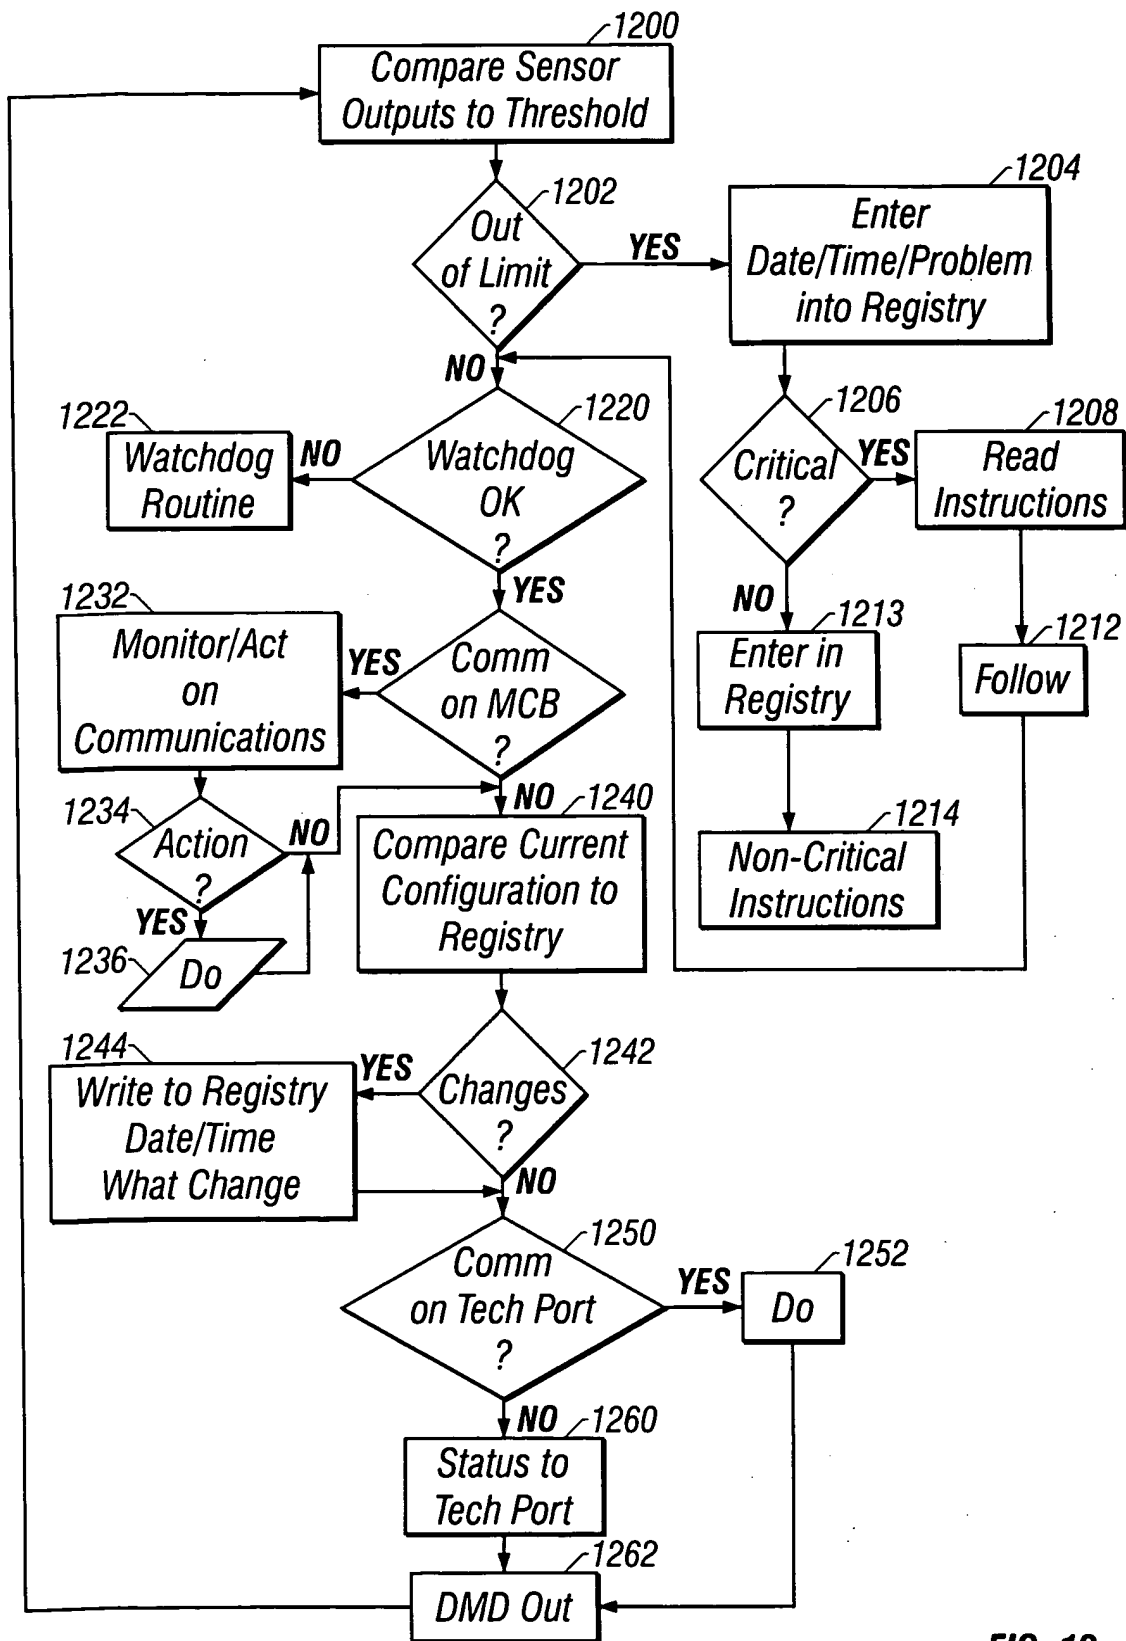 1200
Compare Sensor
Outputs to Threshold
1202
Out
of Limit
?
YES
1204
Enter
Date/Time/Problem
into Registry
NO
1206
Critical
?
YES
1208
Read
Instructions
1212
Follow
NO
1213
Enter in
Registry
1214
Non-Critical
Instructions
1220
Watchdog
OK
?
NO
1222
Watchdog
Routine
YES
Comm
on MCB
?
YES
1232
Monitor/Act
on
Communications
1234
Action
?
NO
YES
1236
Do
NO
1240
Compare Current
Configuration to
Registry
1242
Changes
?
YES
1244
Write to Registry
Date/Time
What Change
NO
1250
Comm
on Tech Port
?
YES
1252
Do
NO
1260
Status to
Tech Port
1262
DMD Out